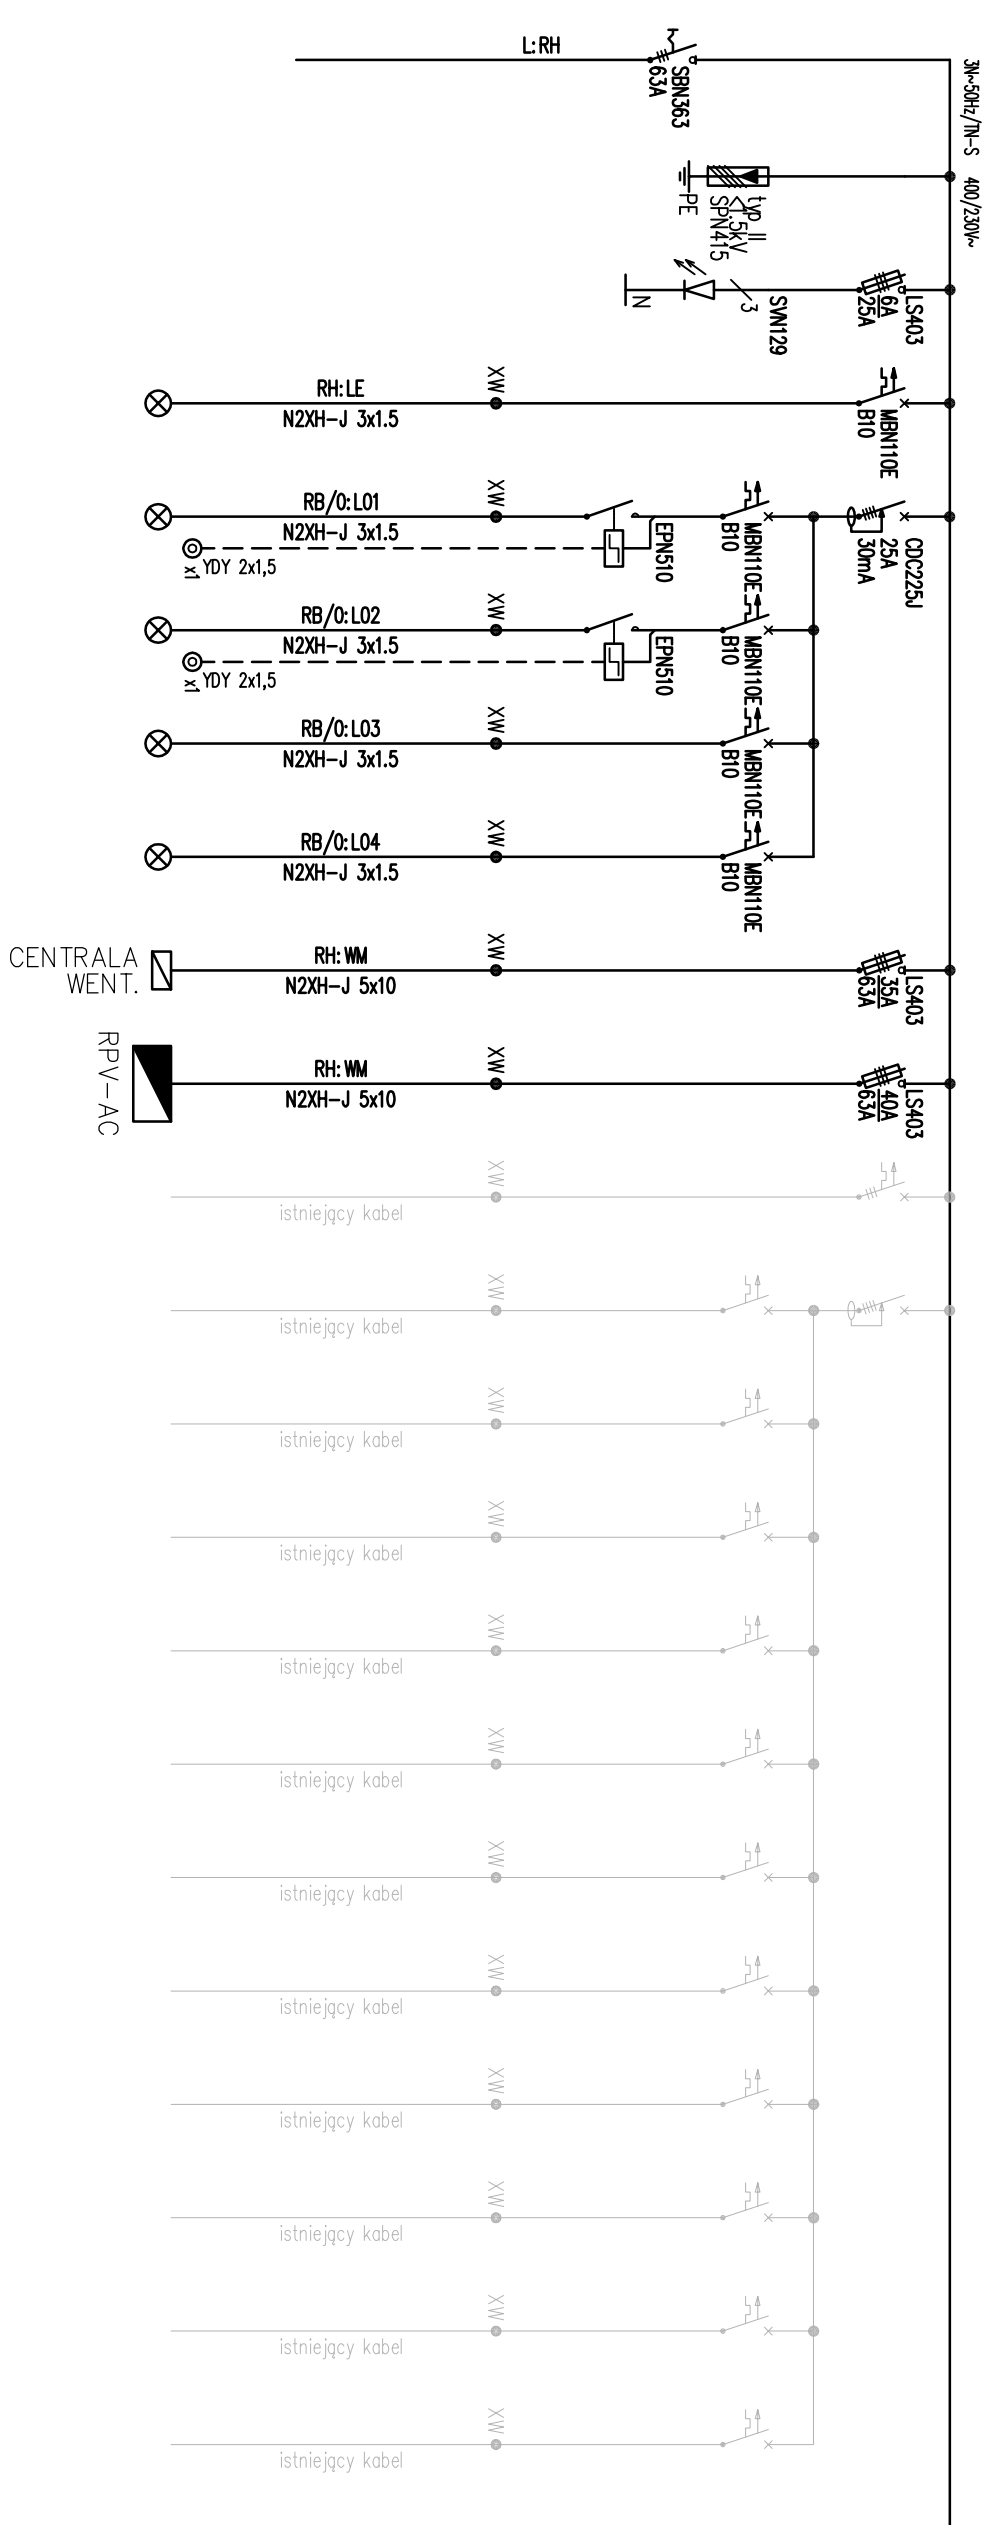 3N~50Hz/TN-S 400/230V~
L:RH
SBN363
63A
PE
typ II
<1.5kV
SPN415
LS403
6A
25A
SVN129
3
N
RH:LE
N2XH-J 3x1.5
XW
MBN110E
B10
RB/0:L01
N2XH-J 3x1.5
XW
x1
YDY 2x1,5
EPN510
MBN110E
B10
CDC225J
25A
30mA
RB/0:L02
N2XH-J 3x1.5
XW
x1
YDY 2x1,5
EPN510
MBN110E
B10
RB/0:L03
N2XH-J 3x1.5
XW
MBN110E
B10
RB/0:L04
N2XH-J 3x1.5
XW
MBN110E
B10
CENTRALA
WENT.
RH:WM
N2XH-J 5x10
XW
LS403
35A
63A
RPV-AC
RH:WM
N2XH-J 5x10
XW
LS403
40A
63A
XW
istniejący kabel
XW
istniejący kabel
XW
istniejący kabel
XW
istniejący kabel
XW
istniejący kabel
XW
istniejący kabel
XW
istniejący kabel
XW
istniejący kabel
XW
istniejący kabel
XW
istniejący kabel
XW
istniejący kabel
XW
istniejący kabel